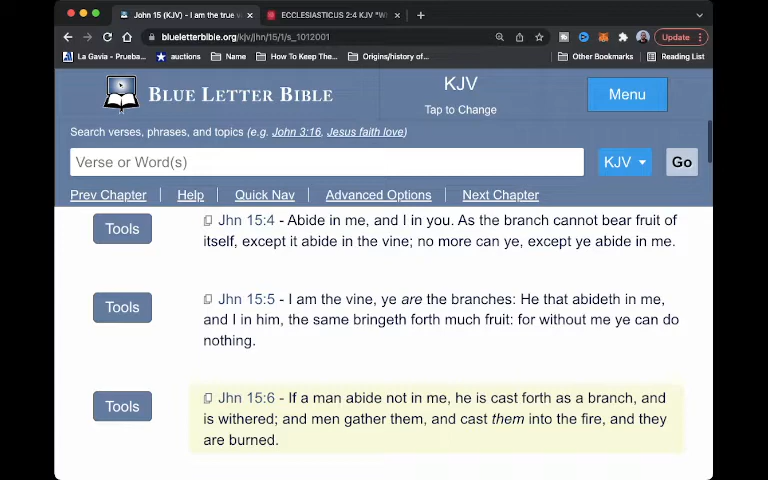 John 15 (KJV) - I am the true v
ECCLESIASTICUS 2:4 KJV "W
blueletterbible.org/kjv/jhn/15/1/s_1012001
Update
La Gavia - Prueba...
auctions
Name
How To Keep The...
Origins/history of...
Other Bookmarks
Reading List
BLUE LETTER BIBLE
KJV
Tap to Change
Menu
Search verses, phrases, and topics (e.g. John 3:16, Jesus faith love)
Verse or Word(s)
KJV
Go
Prev Chapter
Help
Quick Nav
Advanced Options
Next Chapter
Tools
Jhn 15:4 - Abide in me, and I in you. As the branch cannot bear fruit of
itself, except it abide in the vine; no more can ye, except ye abide in me.
Tools
Jhn 15:5 - I am the vine, ye are the branches: He that abideth in me,
and I in him, the same bringeth forth much fruit: for without me ye can do
nothing.
Tools
Jhn 15:6 - If a man abide not in me, he is cast forth as a branch, and
is withered; and men gather them, and cast them into the fire, and they
are burned.